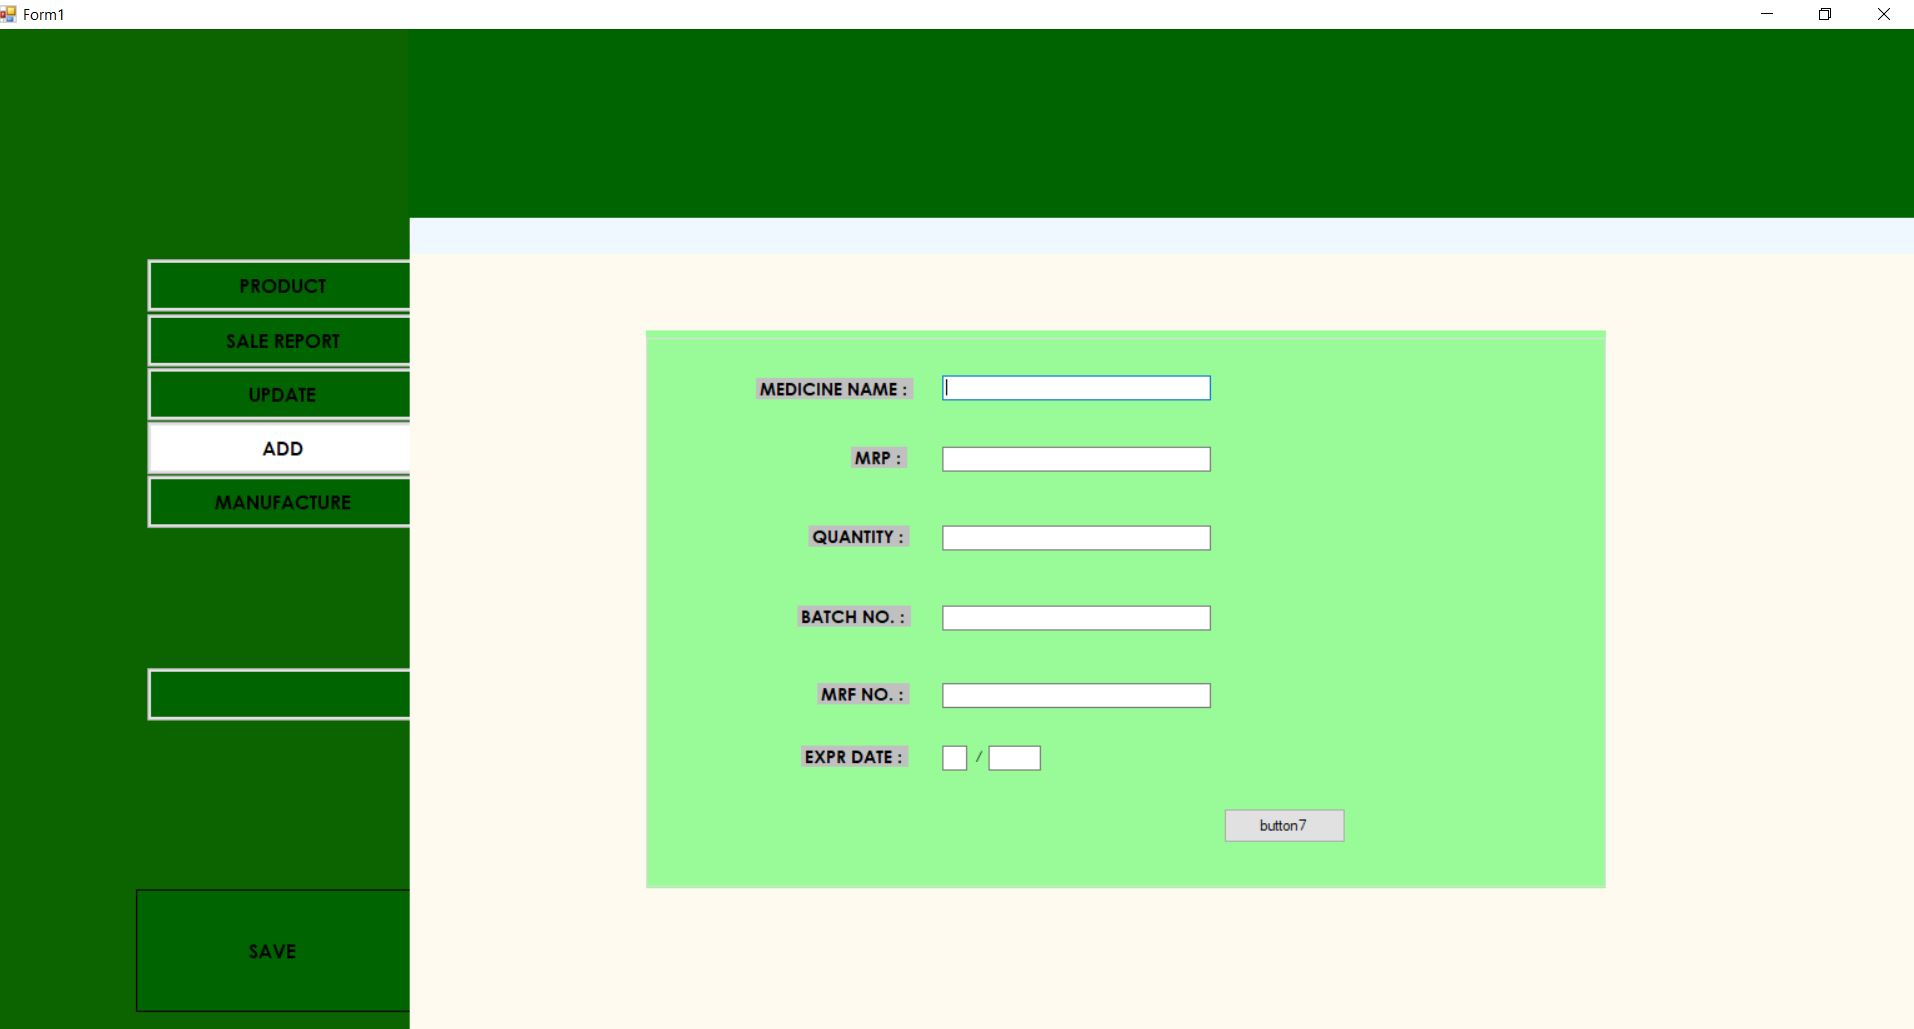 Form1
PRODUCT
SALE REPORT
UPDATE
ADD
MANUFACTURE
SAVE
MEDICINE NAME :
MRP :
QUANTITY :
BATCH NO. :
MRF NO. :
EXPR DATE : /
button7